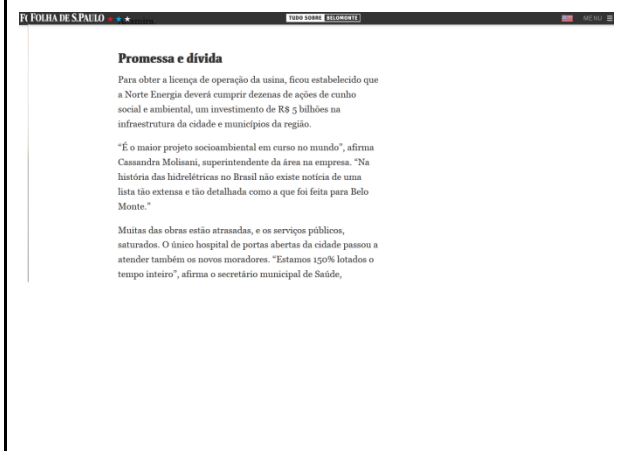 FOLHA DE S.PAULO
TUDO SOBRE BELO MONTE
MENU
Promessa e dívida
Para obter a licença de operação da usina, ficou estabelecido que
a Norte Energia deverá cumprir dezenas de ações de cunho
social e ambiental, um investimento de R$ 5 bilhões na
infraestrutura da cidade e municípios da região.
“É o maior projeto socioambiental em curso no mundo”, afirma
Cassandra Molisani, superintendente da área na empresa. “Na
história das hidrelétricas no Brasil não existe notícia de uma
lista tão extensa e tão detalhada como a que foi feita para Belo
Monte.”
Muitas das obras estão atrasadas, e os serviços públicos,
saturados. O único hospital de portas abertas da cidade passou a
atender também os novos moradores. “Estamos 150% lotados o
tempo inteiro”, afirma o secretário municipal de Saúde,